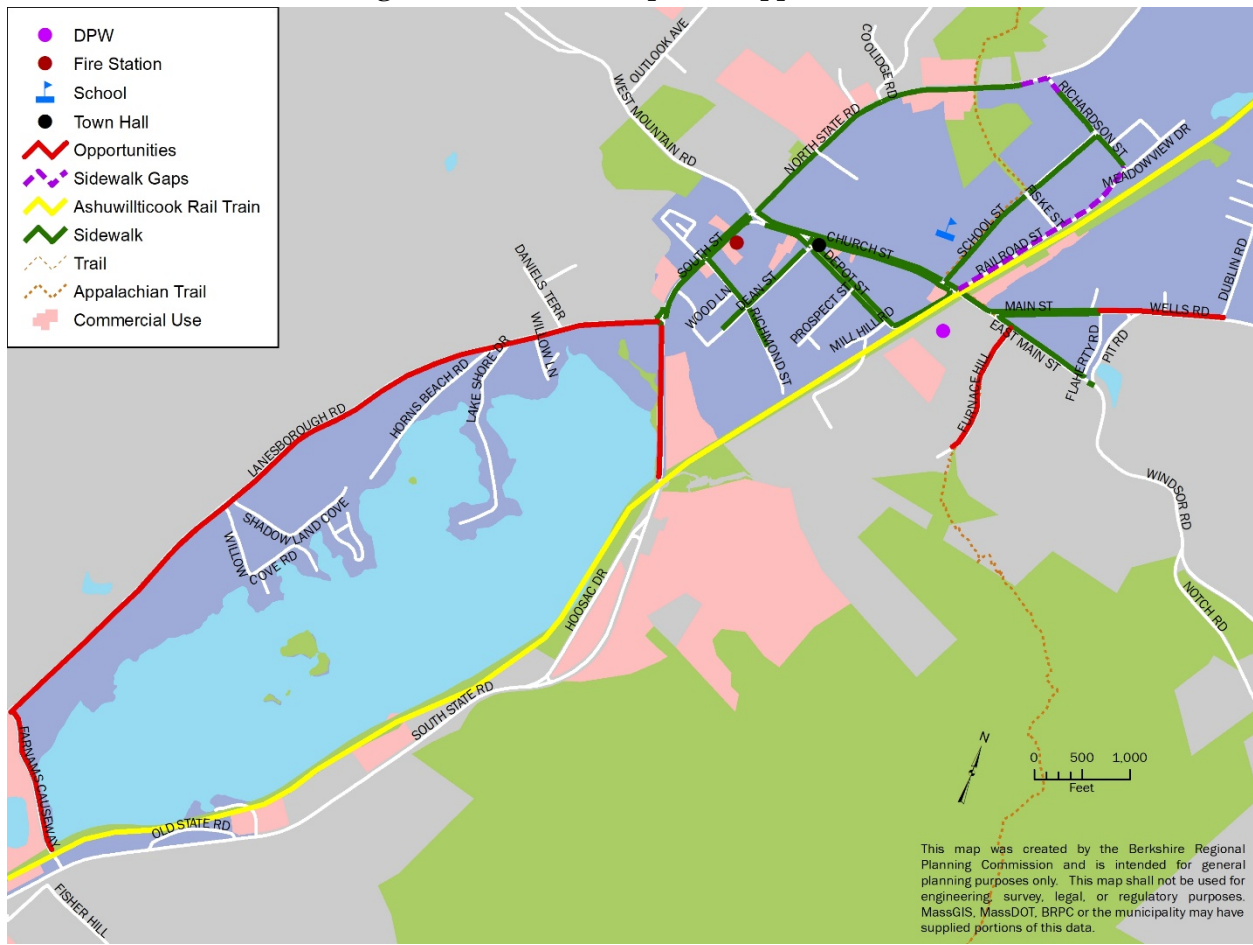 DPW
Fire Station
School
Town Hall
Opportunities
Sidewalk Gaps
Ashuwillticook Rail Train
Sidewalk
Trail
Appalachian Trail
Commercial Use
OUTLOOK AVE
COOLIDGE RD
WEST MOUNTAIN RD
NORTH STATE RD
RICHARDSON ST
MEADOWVIEW DR
FISKE ST
SCHOOL ST
RAILROAD ST
CHURCH ST
SOUTH ST
DEPOT ST
DEAN ST
WOOD LN
RICHMOND ST
PROSPECT ST
MILL HILL RD
DUBLIN RD
MAIN ST
WELLS RD
EAST MAIN ST
FLAHERTY RD
PIT RD
FURNACE HILL
DANIELS TERR
WILLOW LN
LAKE SHORE DR
HORNS BEACH RD
LANESBOROUGH RD
SHADOW LAND COVE
WILLOW
COVE RD
WINDSOR RD
NOTCH RD
HOOSAC DR
SOUTH STATE RD
OLD STATE RD
FARNAMS CAUSEWAY
FISHER HILL
N
0 500 1,000
Feet
This map was created by the Berkshire Regional
Planning Commission and is intended for general
planning purposes only. This map shall not be used for
engineering, survey, legal, or regulatory purposes.
MassGIS, MassDOT, BRPC or the municipality may have
supplied portions of this data.